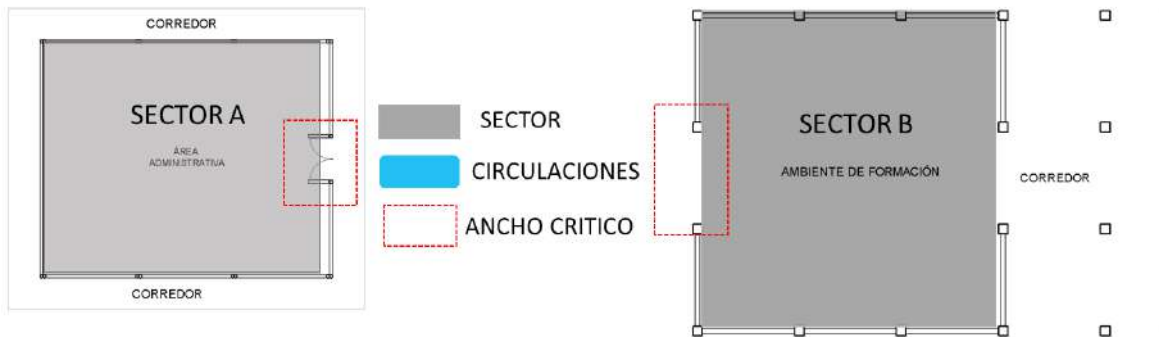 CORREDOR
SECTOR A
ÁREA
ADMINISTRATIVA
CORREDOR
SECTOR
CIRCULACIONES
ANCHO CRITICO
SECTOR B
AMBIENTE DE FORMACIÓN
CORREDOR